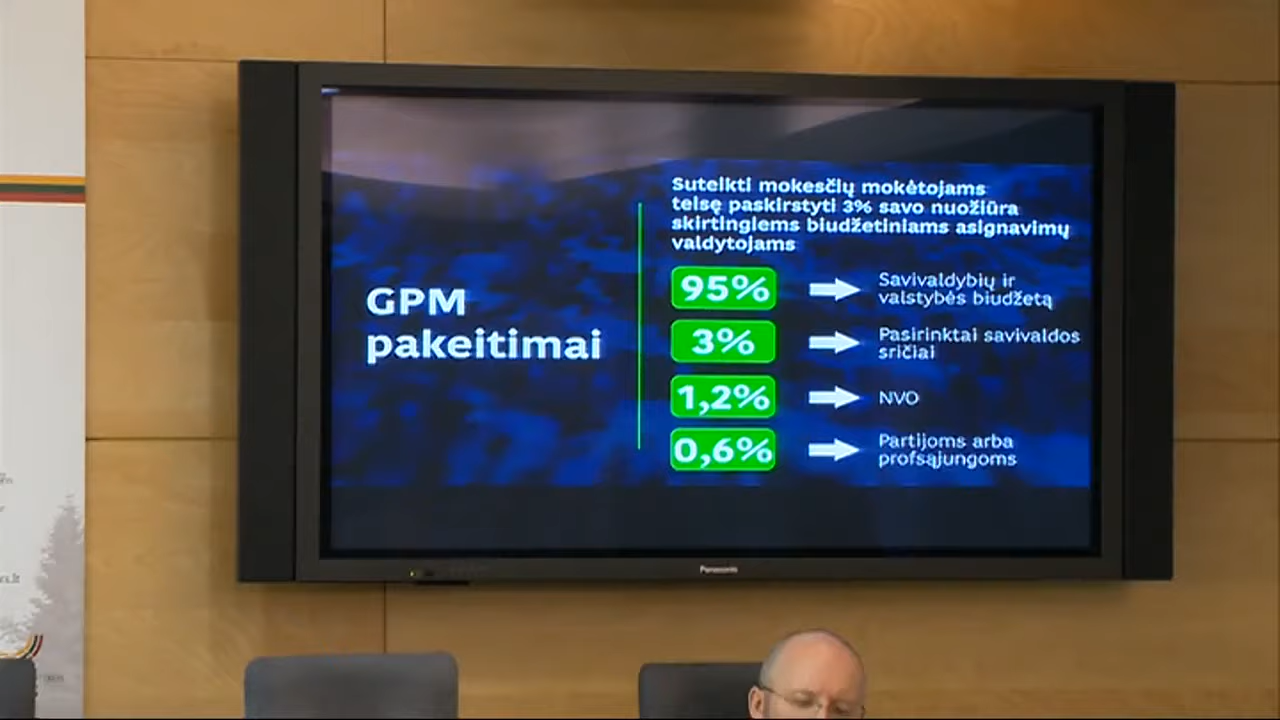 Suteikti mokesčių mokėtojams
teisę paskirstyti 3% savo nuožiūra
skirtingiems biudžetiniams asignavimų
valdytojams
GPM
pakeitimai
95%
Savivaldybių ir
valstybės biudžetą
3%
Pasirinktai savivaldos
sričiai
1,2%
NVO
0,6%
Partijoms arba
profsąjungoms
Panasonic